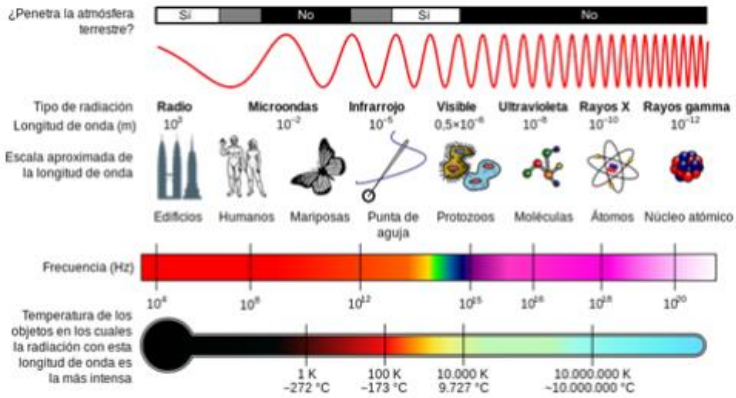 ¿Penetra la atmósfera
terrestre?
Sí No Sí No
Tipo de radiación Radio Microondas Infrarrojo Visible Ultravioleta Rayos X Rayos gamma
Longitud de onda (m) 10³ 10⁻² 10⁻⁵ 0,5×10⁻⁶ 10⁻⁸ 10⁻¹⁰ 10⁻¹²
Escala aproximada de
la longitud de onda
Edificios Humanos Mariposas Punta de aguja Protozoos Moléculas Átomos Núcleo atómico
Frecuencia (Hz)
10⁴ 10⁸ 10¹² 10¹⁵ 10¹⁶ 10¹⁸ 10²⁰
Temperatura de los
objetos en los cuales
la radiación con esta
longitud de onda es
la más intensa
1 K 100 K 10.000 K 10.000.000 K
−272 °C −173 °C 9.727 °C ~10.000.000 °C